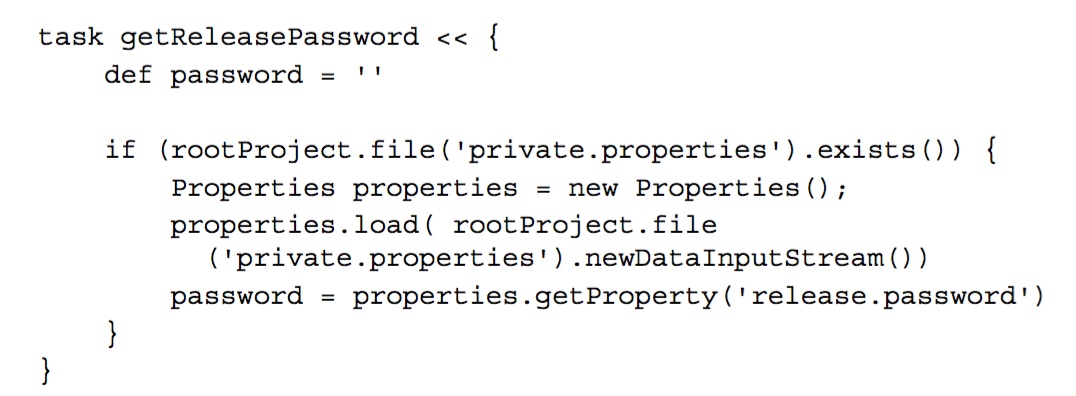 task getReleasePassword << {
    def password = ''

    if (rootProject.file('private.properties').exists()) {
        Properties properties = new Properties();
        properties.load( rootProject.file
          ('private.properties').newDataInputStream())
        password = properties.getProperty('release.password')
    }
}